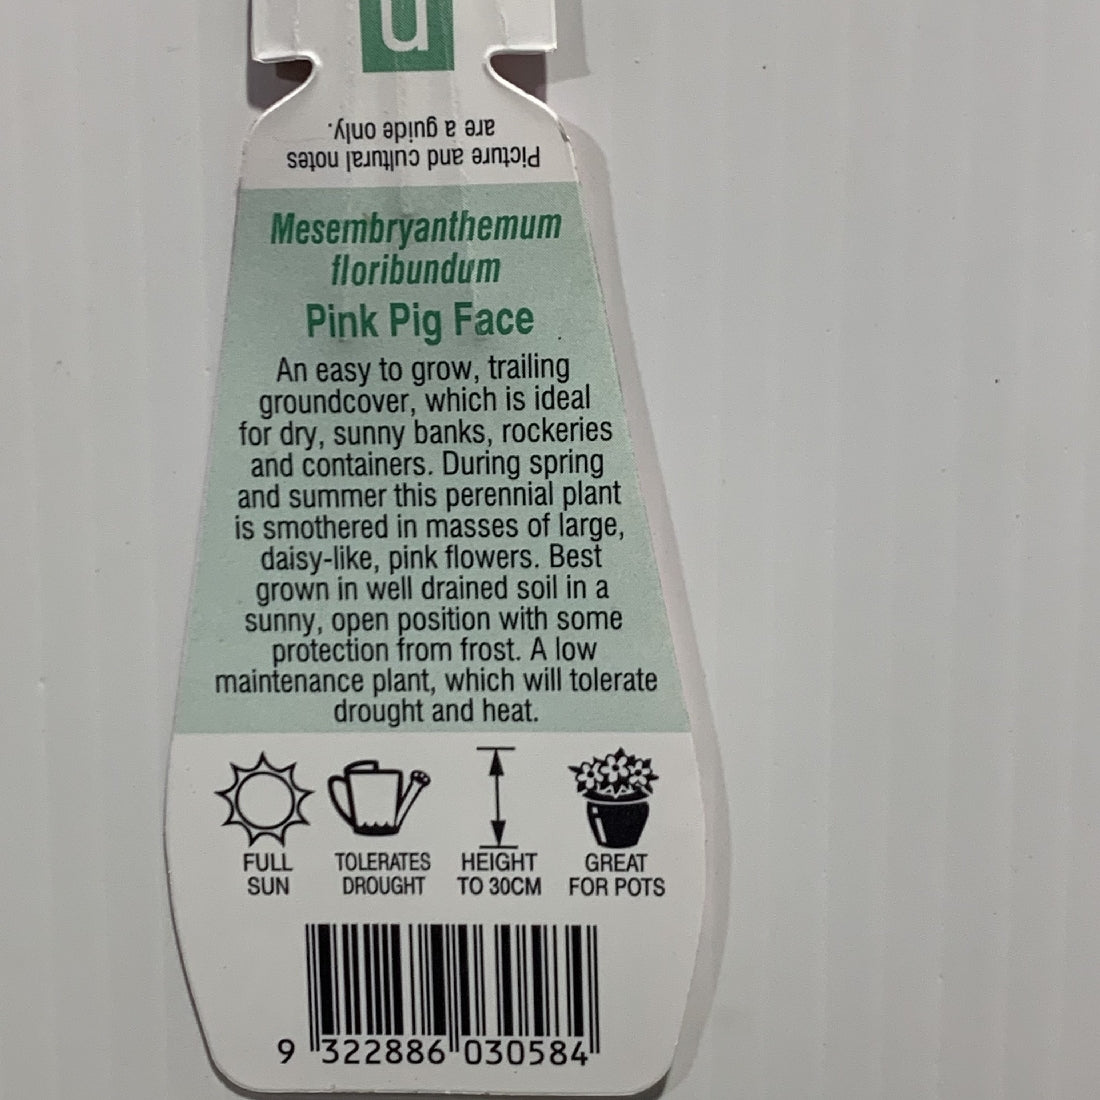 Picture and cultural notes
are a guide only.
Mesembryanthemum
floribundum
Pink Pig Face
An easy to grow, trailing
groundcover, which is ideal
for dry, sunny banks, rockeries
and containers. During spring
and summer this perennial plant
is smothered in masses of large,
daisy-like, pink flowers. Best
grown in well drained soil in a
sunny, open position with some
protection from frost. A low
maintenance plant, which will tolerate
drought and heat.
FULL
SUN
TOLERATES
DROUGHT
HEIGHT
TO 30CM
GREAT
FOR POTS
9 322886 030584